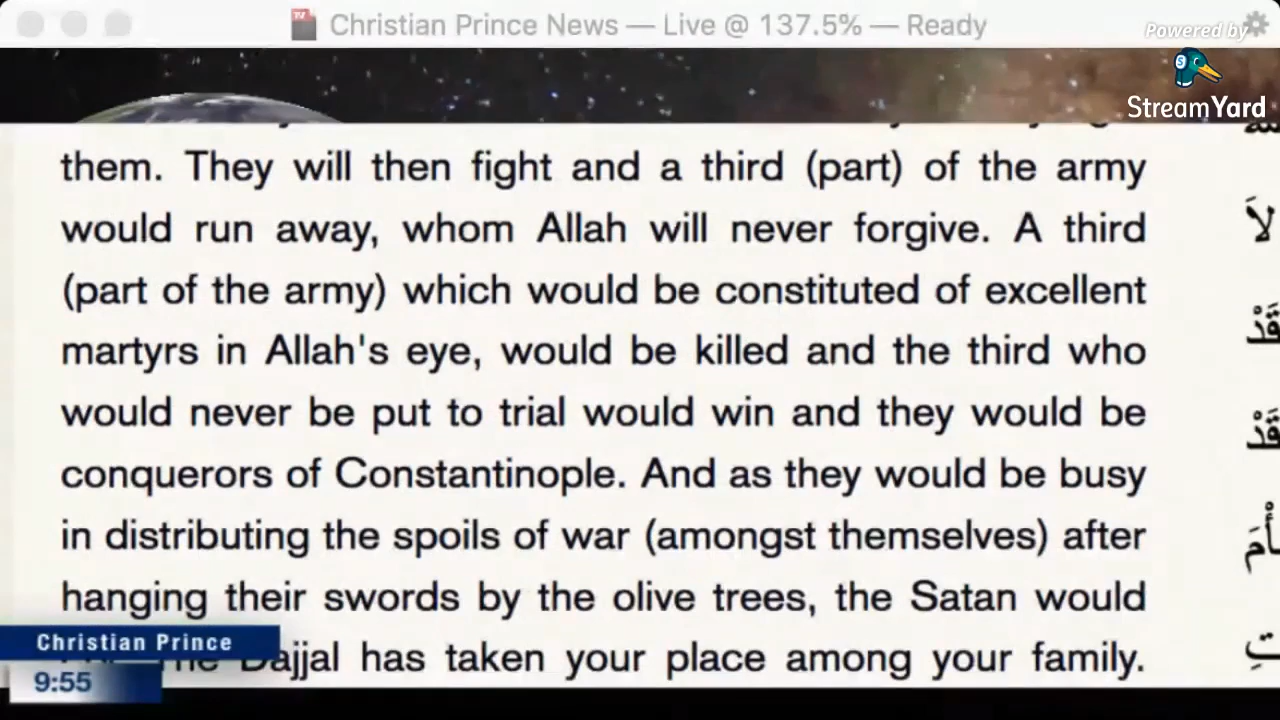 Christian Prince News — Live @ 137.5% — Ready
Powered by
StreamYard
them. They will then fight and a third (part) of the army
would run away, whom Allah will never forgive. A third
(part of the army) which would be constituted of excellent
martyrs in Allah's eye, would be killed and the third who
would never be put to trial would win and they would be
conquerors of Constantinople. And as they would be busy
in distributing the spoils of war (amongst themselves) after
hanging their swords by the olive trees, the Satan would
Dajjal has taken your place among your family.
Christian Prince
9:55